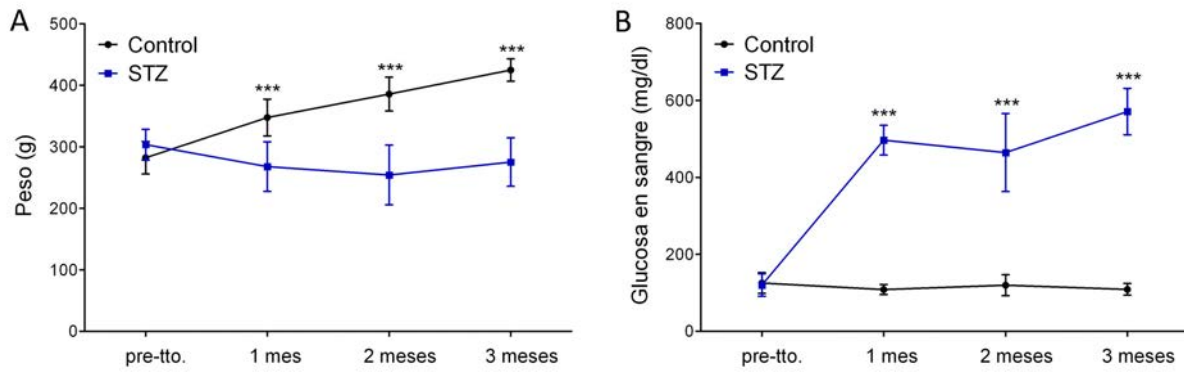 A
Peso (g)
500
400
300
200
100
0
Control
STZ
***
***
***
pre-tto.
1 mes
2 meses
3 meses
B
Glucosa en sangre (mg/dl)
800
600
400
200
0
Control
STZ
***
***
***
pre-tto.
1 mes
2 meses
3 meses